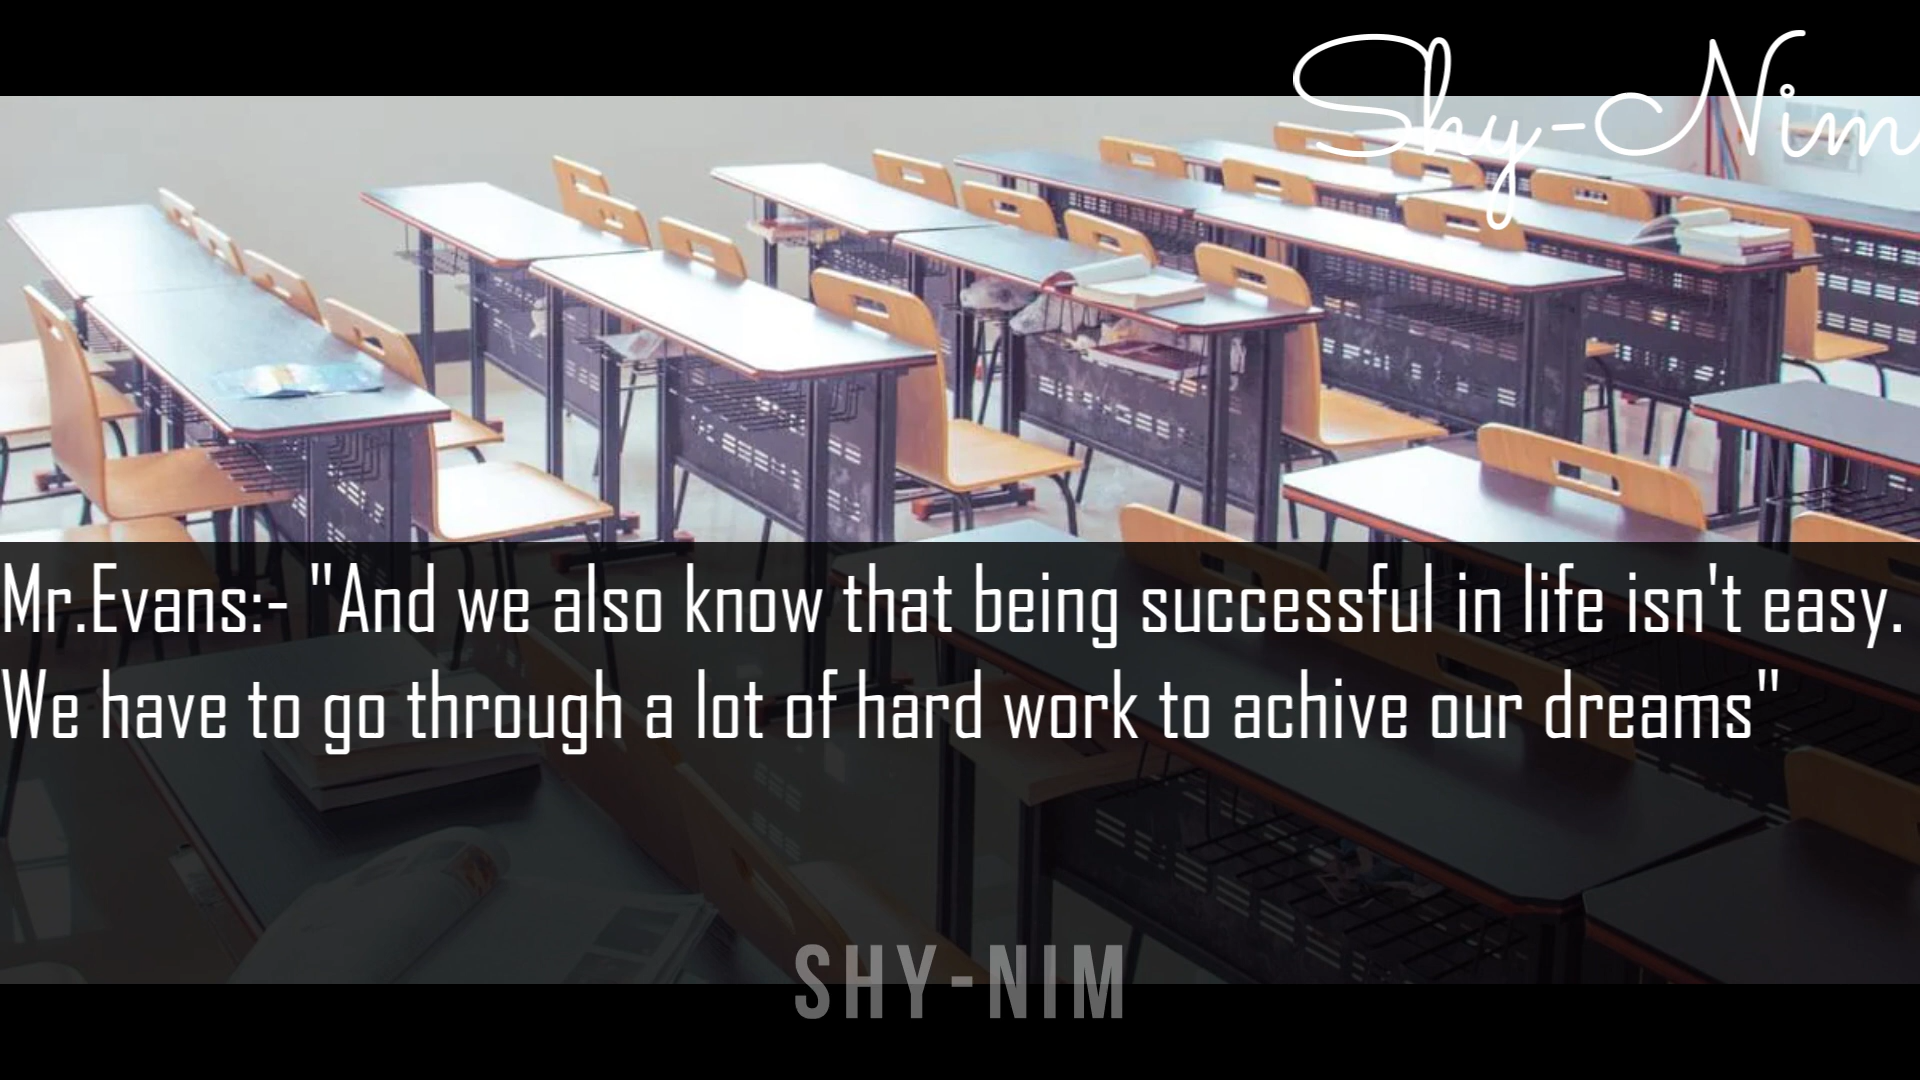 Shy-Nim
Mr.Evans:- "And we also know that being successful in life isn't easy.
We have to go through a lot of hard work to achive our dreams"
SHY-NIM